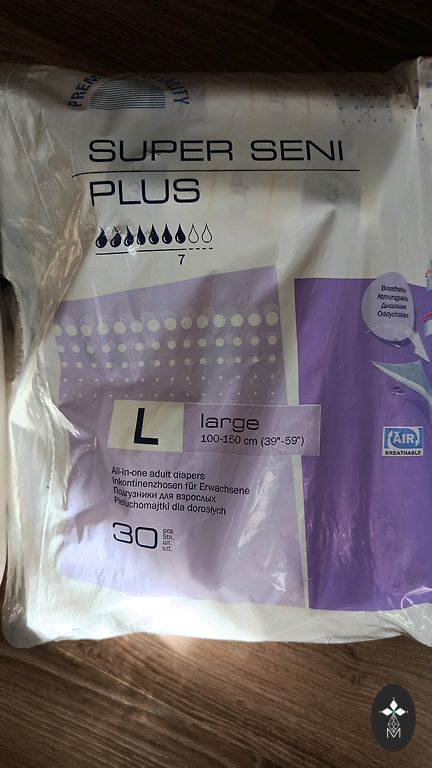 PREMIUM QUALITY
SUPER SENI
PLUS
7
Breathable
Atmungsaktiv
Дышащие
Oddychające
L
large
100-150 cm (39"-59")
AIR
BREATHABLE
All-in-one adult diapers
Inkontinenzhosen für Erwachsene
Подгузники для взрослых
Pieluchomajtki dla dorosłych
30
pcs
Stk.
шт.
szt.
M